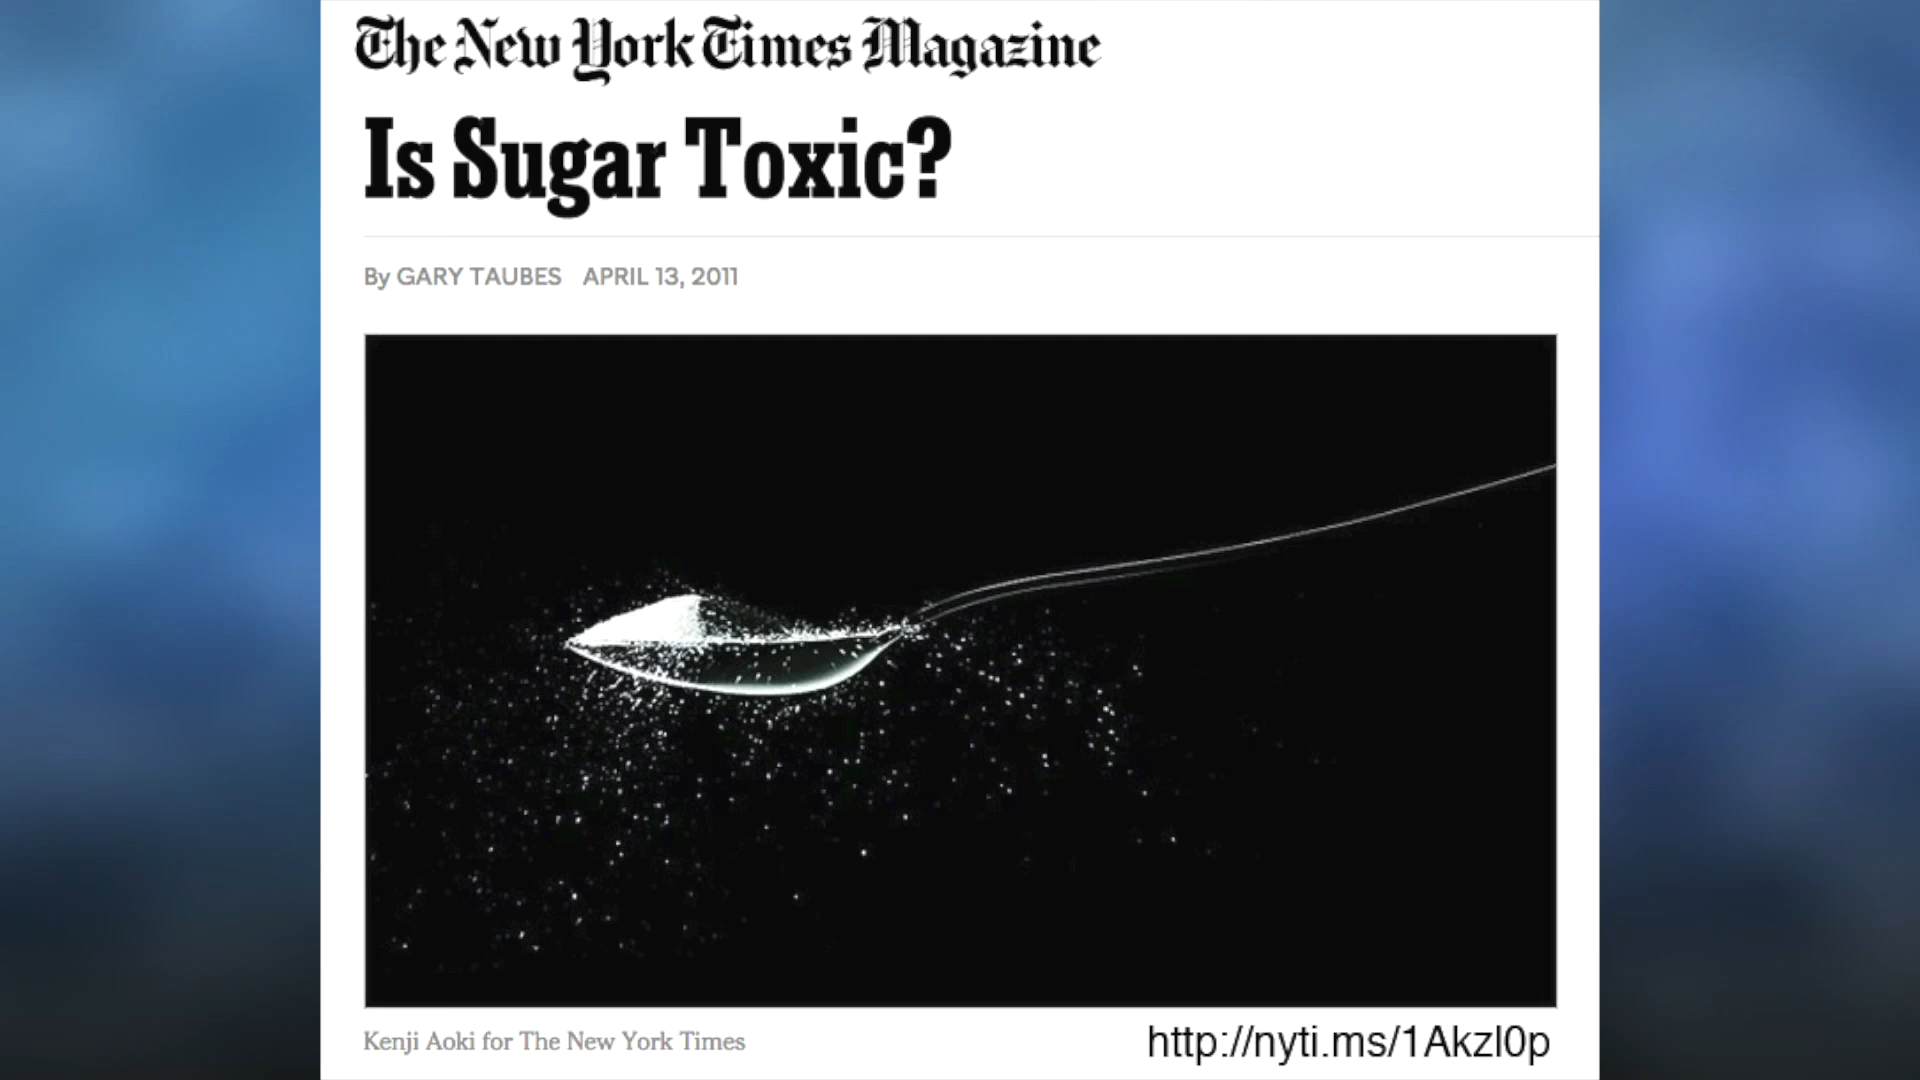 The New York Times Magazine
Is Sugar Toxic?
By GARY TAUBES APRIL 13, 2011
Kenji Aoki for The New York Times
http://nyti.ms/1AkzI0p